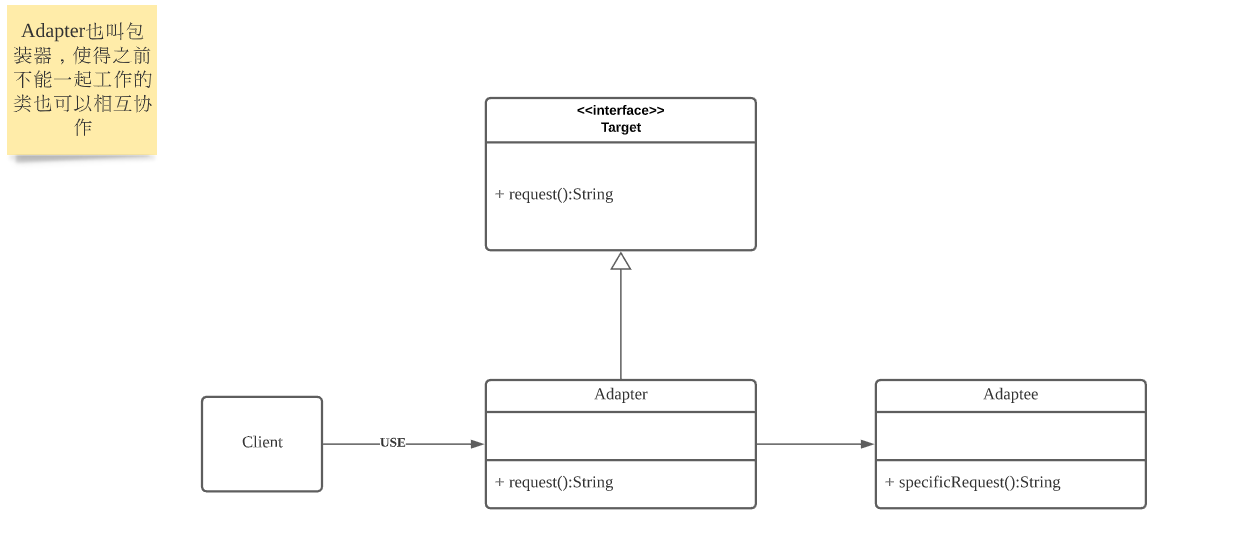 Adapter也叫包
装器，使得之前
不能一起工作的
类也可以相互协
作
<<interface>>
Target
+ request():String
Client
USE
Adapter
+ request():String
Adaptee
+ specificRequest():String